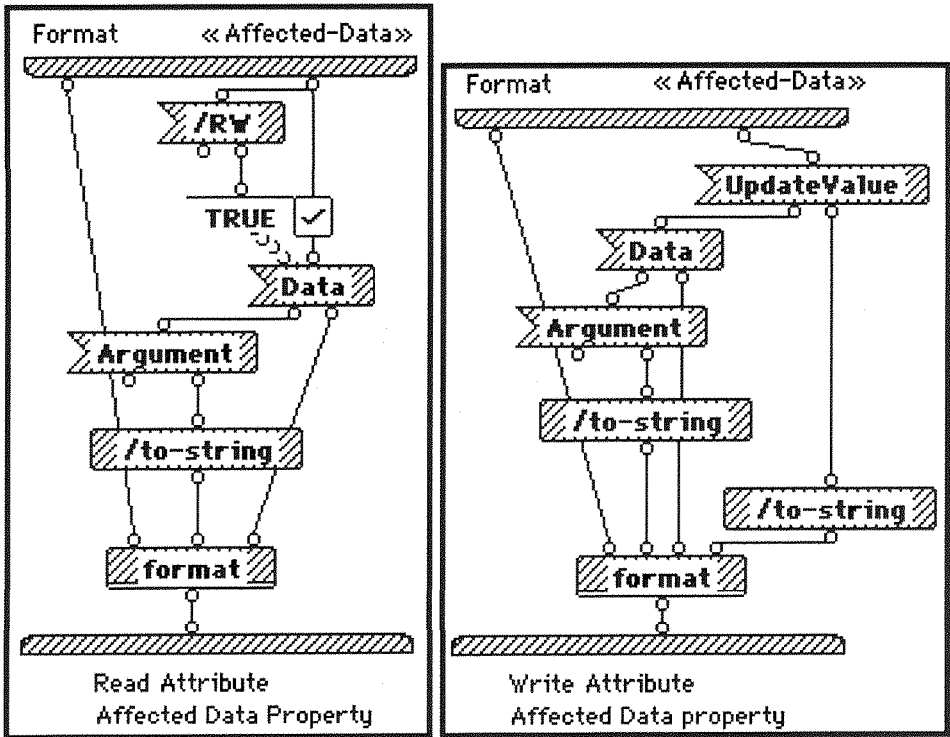 Format «Affected-Data»
/RW
TRUE
Data
Argument
/to-string
format
Read Attribute
Affected Data Property
Format «Affected-Data»
UpdateValue
Data
Argument
/to-string
/to-string
format
Write Attribute
Affected Data property